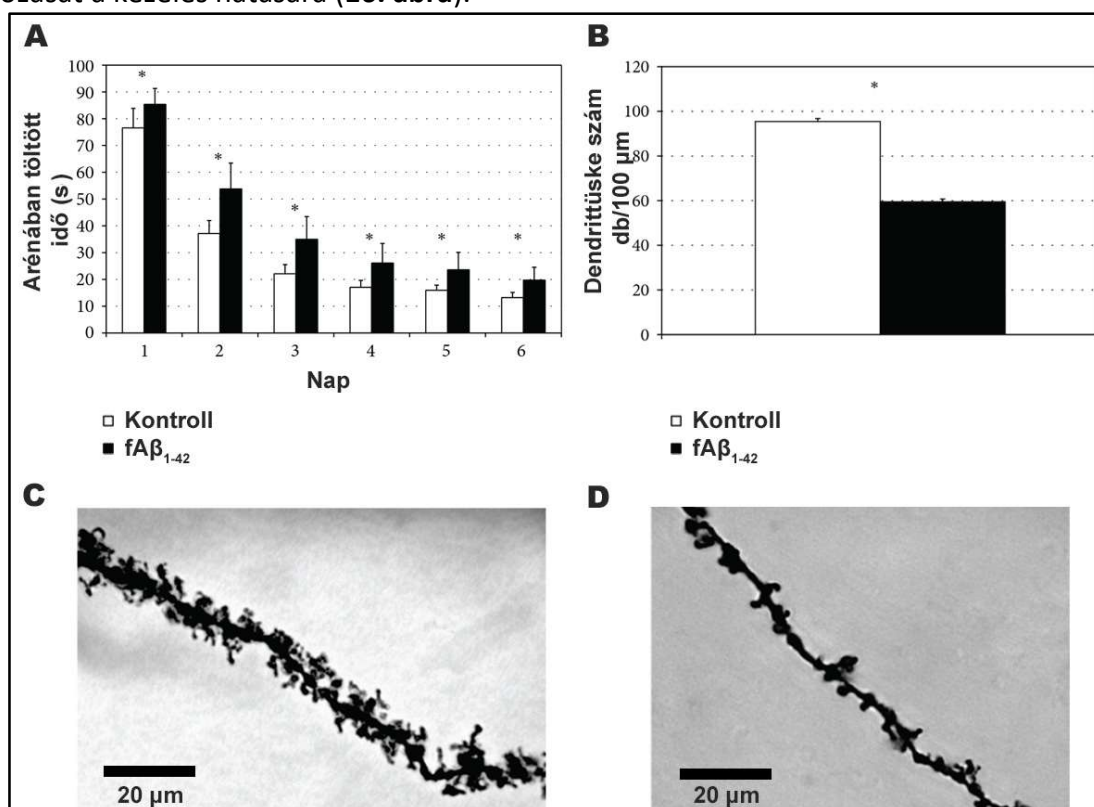 a kezelés hatására
A
Arénában töltött
idő (s)
100
90
80
70
60
50
40
30
20
10
0
*
*
*
*
*
*
1 2 3 4 5 6
Nap
□ Kontroll
■ fAβ1-42
B
Dendrittüske szám
db/100 µm
120
100
80
60
40
20
0
*
□ Kontroll
■ fAβ1-42
C
20 µm
D
20 µm